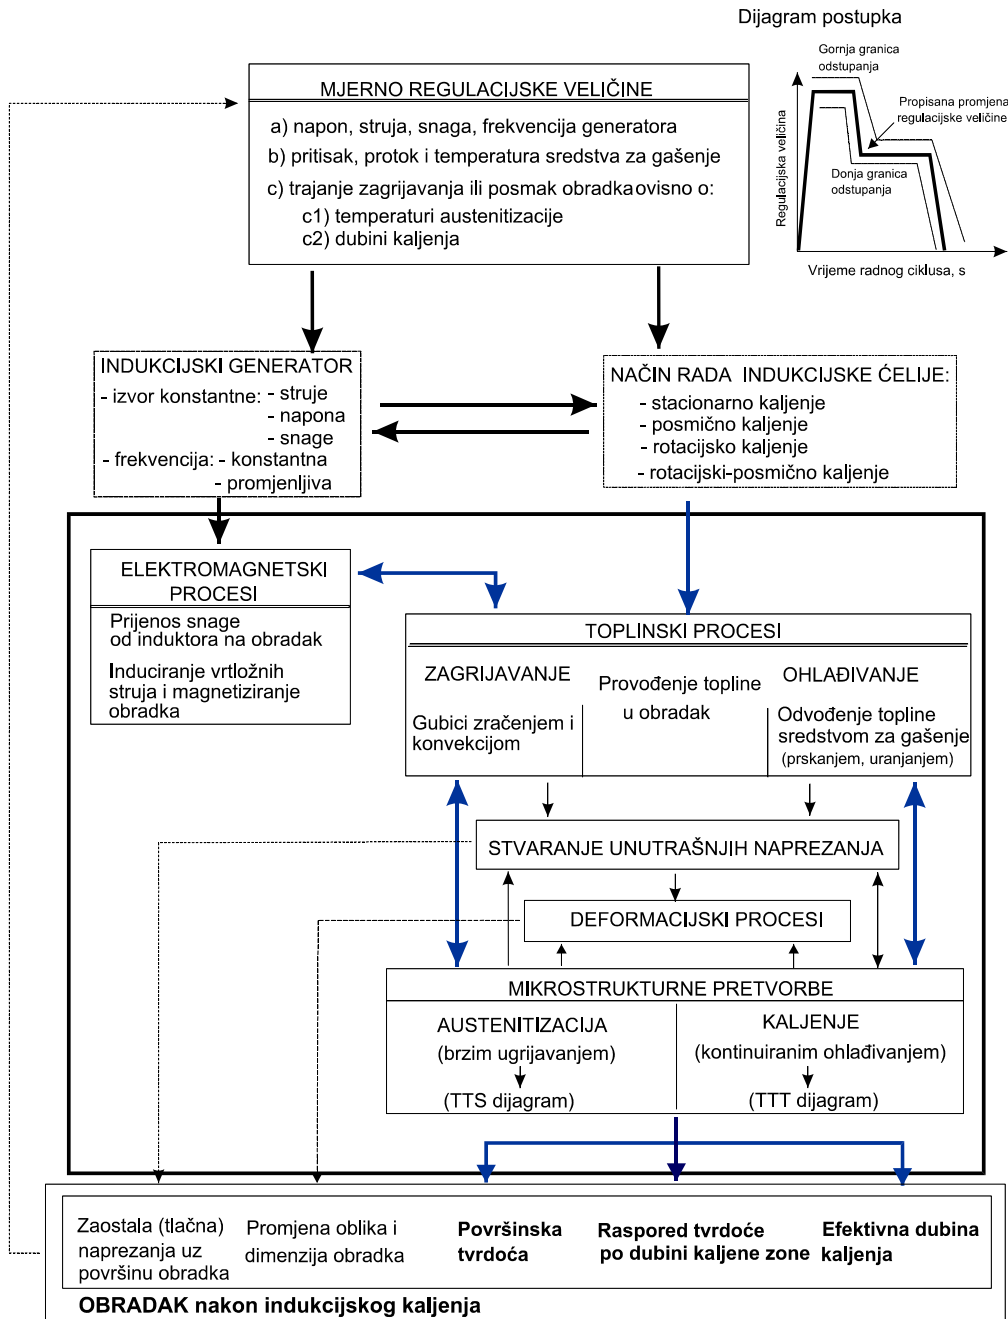 Dijagram postupka
Gornja granica
odstupanja
Propisana promjena
regulacijske veličine
Donja granica
odstupanja
Regulacijska veličina
Vrijeme radnog ciklusa, s
MJERNO REGULACIJSKE VELIČINE
a) napon, struja, snaga, frekvencija generatora
b) pritisak, protok i temperatura sredstva za gašenje
c) trajanje zagrijavanja ili posmak obradka ovisno o:
c1) temperaturi austenitizacije
c2) dubini kaljenja
INDUKCIJSKI GENERATOR
- izvor konstantne: - struje
- napona
- snage
- frekvencija: - konstantna
- promjenljiva
NAČIN RADA INDUKCIJSKE ĆELIJE:
- stacionarno kaljenje
- posmično kaljenje
- rotacijsko kaljenje
- rotacijski-posmično kaljenje
ELEKTROMAGNETSKI
PROCESI
Prijenos snage
od induktora na obradak
Induciranje vrtložnih
struja i magnetiziranje
obradka
TOPLINSKI PROCESI
ZAGRIJAVANJE
Gubici zračenjem i
konvekcijom
Provođenje topline
u obradak
OHLAĐIVANJE
Odvođenje topline
sredstvom za gašenje
(prskanjem, uranjanjem)
STVARANJE UNUTRAŠNJIH NAPREZANJA
DEFORMACIJSKI PROCESI
MIKROSTRUKTURNE PRETVORBE
AUSTENITIZACIJA
(brzim ugrijavanjem)
(TTS dijagram)
KALJENJE
(kontinuiranim ohlađivanjem)
(TTT dijagram)
Zaostala (tlačna)
naprezanja uz
površinu obradka
Promjena oblika i
dimenzija obradka
Površinska
tvrdoća
Raspored tvrdoće
po dubini kaljene zone
Efektivna dubina
kaljenja
OBRADAK nakon indukcijskog kaljenja